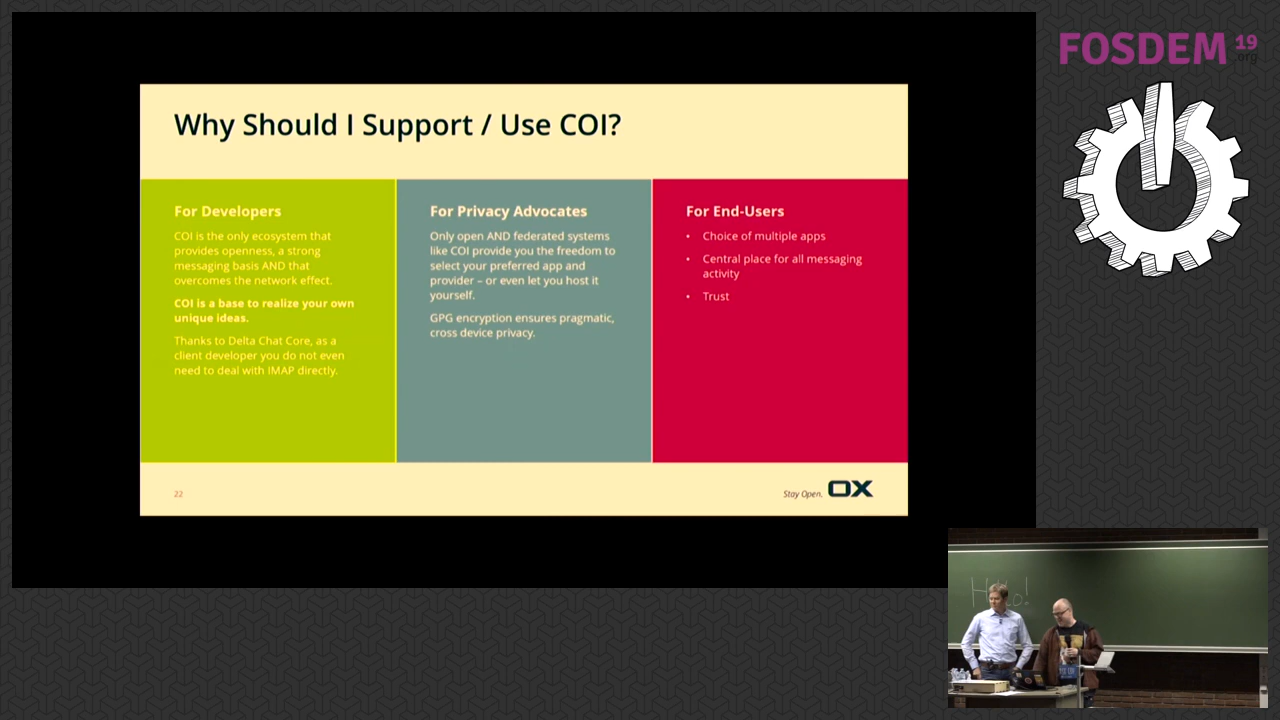 FOSDEM 19
.org
Why Should I Support / Use COI?
For Developers
COI is the only ecosystem that
provides openness, a strong
messaging basis AND that
overcomes the network effect.
COI is a base to realize your own
unique ideas.
Thanks to Delta Chat Core, as a
client developer you do not even
need to deal with IMAP directly.
For Privacy Advocates
Only open AND federated systems
like COI provide you the freedom to
select your preferred app and
provider – or even let you host it
yourself.
GPG encryption ensures pragmatic,
cross device privacy.
For End-Users
• Choice of multiple apps
• Central place for all messaging
activity
• Trust
22
Stay Open. OX
Hello!